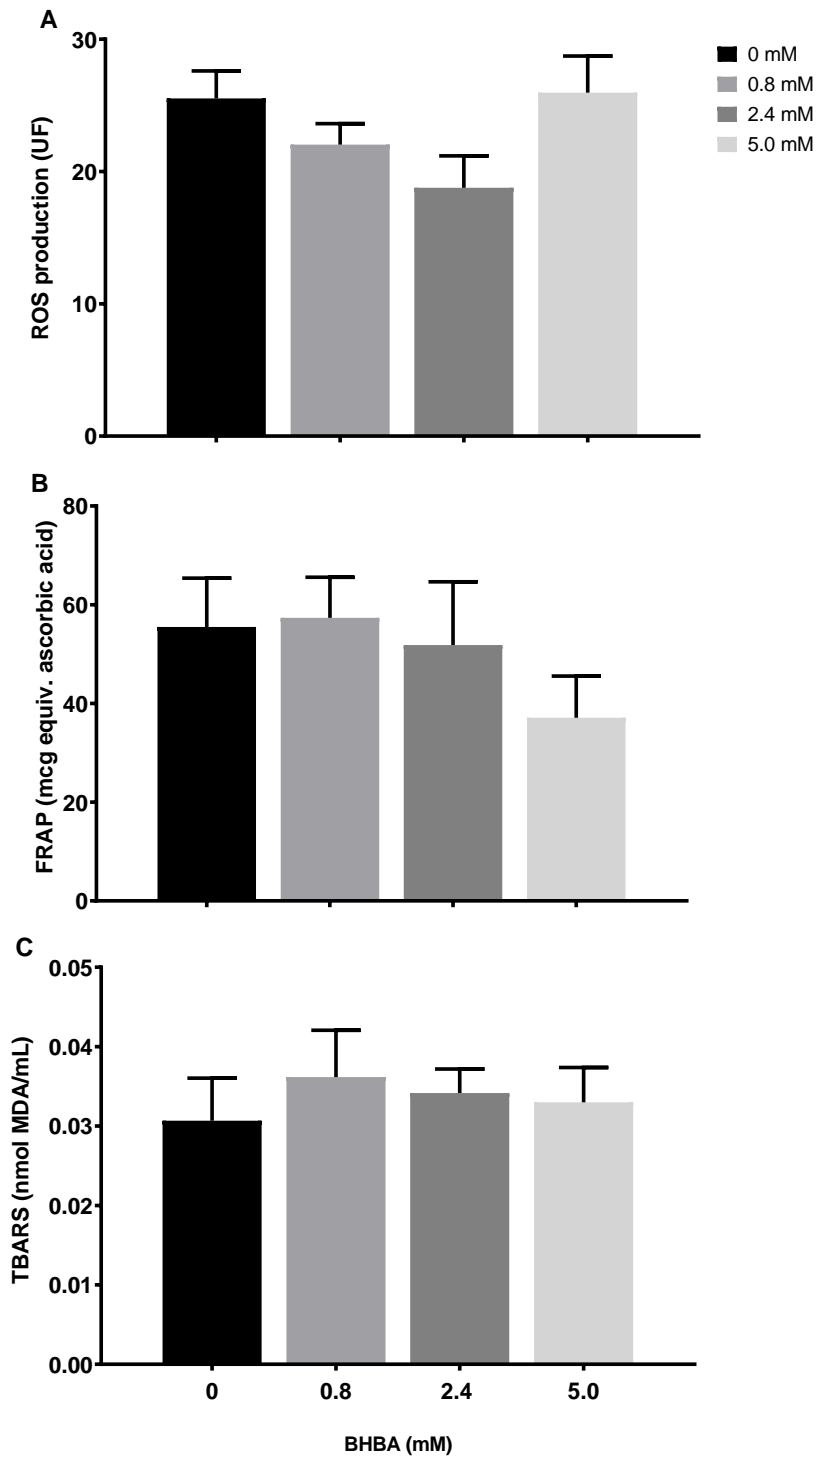 A
30
20
10
0
ROS production (UF)
0 mM
0.8 mM
2.4 mM
5.0 mM
B
80
60
40
20
0
FRAP (mcg equiv. ascorbic acid)
C
0.05
0.04
0.03
0.02
0.01
0.00
TBARS (nmol MDA/mL)
0 0.8 2.4 5.0
BHBA (mM)